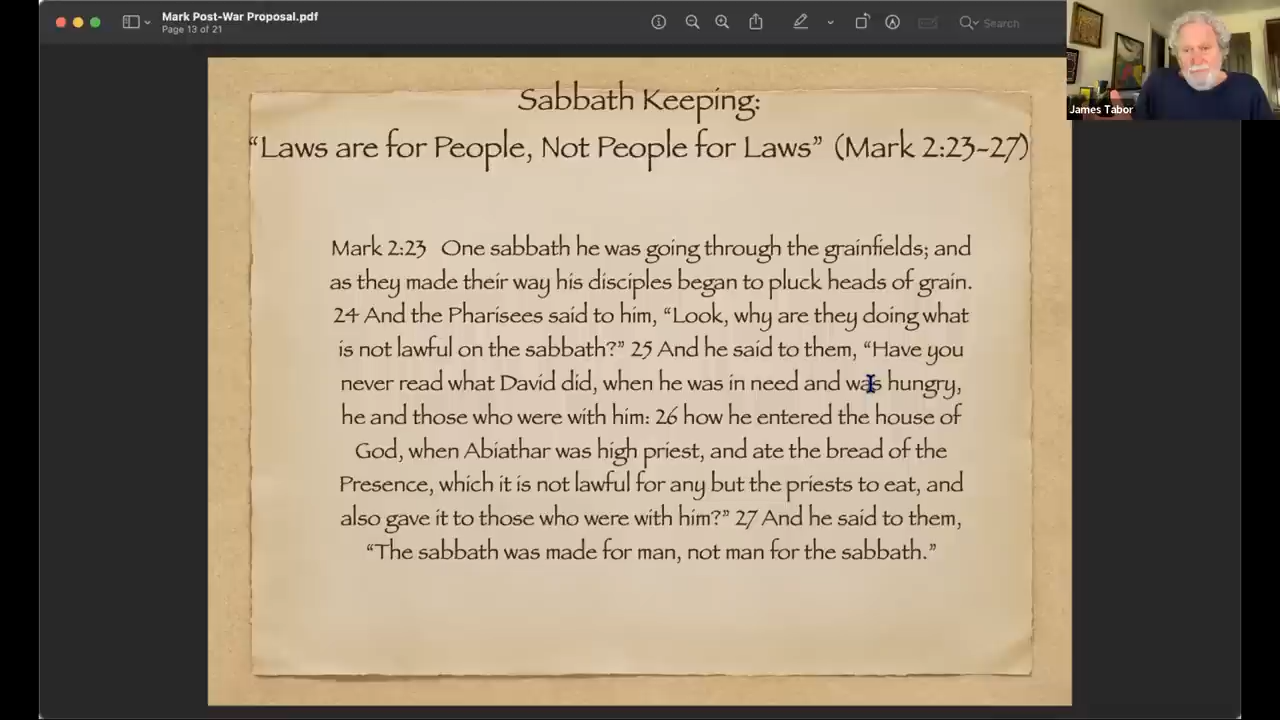 Mark Post-War Proposal.pdf
Page 13 of 21
Search
James Tabor
Sabbath Keeping:
“Laws are for People, Not People for Laws” (Mark 2:23-27)
Mark 2:23 One sabbath he was going through the grainfields; and
as they made their way his disciples began to pluck heads of grain.
24 And the Pharisees said to him, “Look, why are they doing what
is not lawful on the sabbath?” 25 And he said to them, “Have you
never read what David did, when he was in need and was hungry,
he and those who were with him: 26 how he entered the house of
God, when Abiathar was high priest, and ate the bread of the
Presence, which it is not lawful for any but the priests to eat, and
also gave it to those who were with him?” 27 And he said to them,
“The sabbath was made for man, not man for the sabbath.”